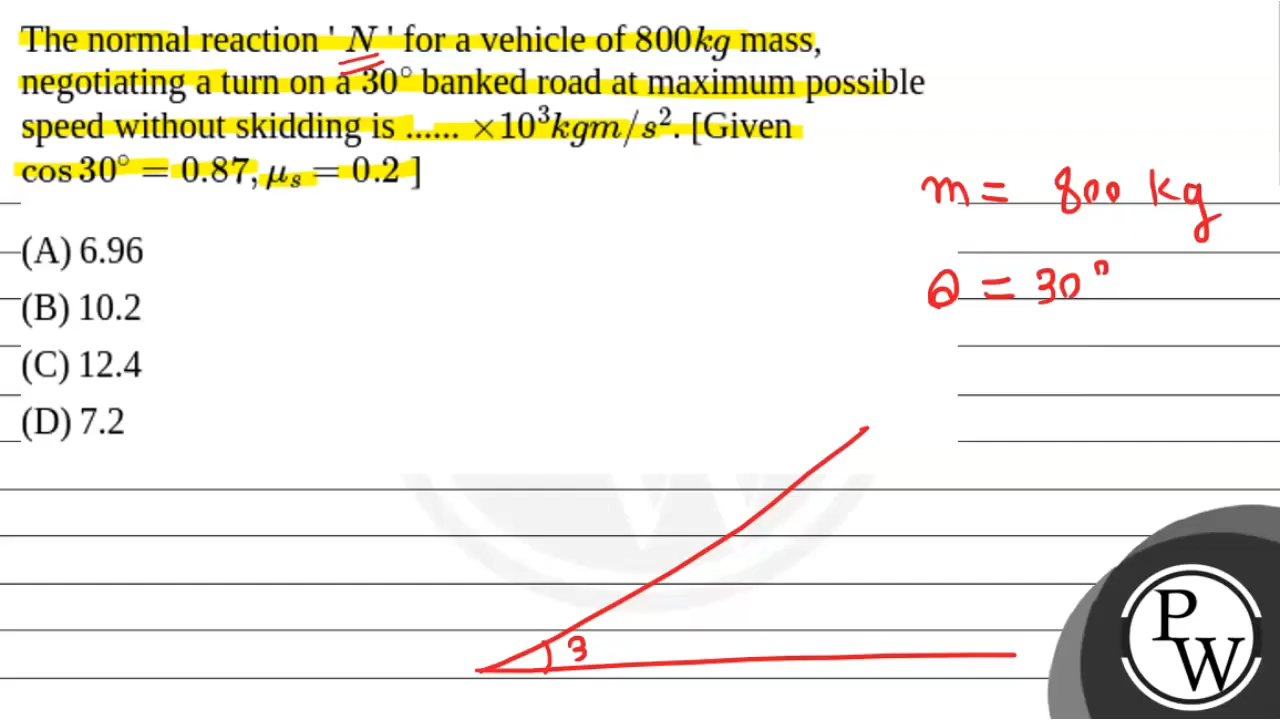 The normal reaction ' N ' for a vehicle of 800kg mass,
negotiating a turn on a 30° banked road at maximum possible
speed without skidding is ...... ×10³kgm/s². [Given
cos 30° = 0.87, μₛ = 0.2 ]
m = 800 kg
(A) 6.96
θ = 30°
(B) 10.2
(C) 12.4
(D) 7.2
3
P
W